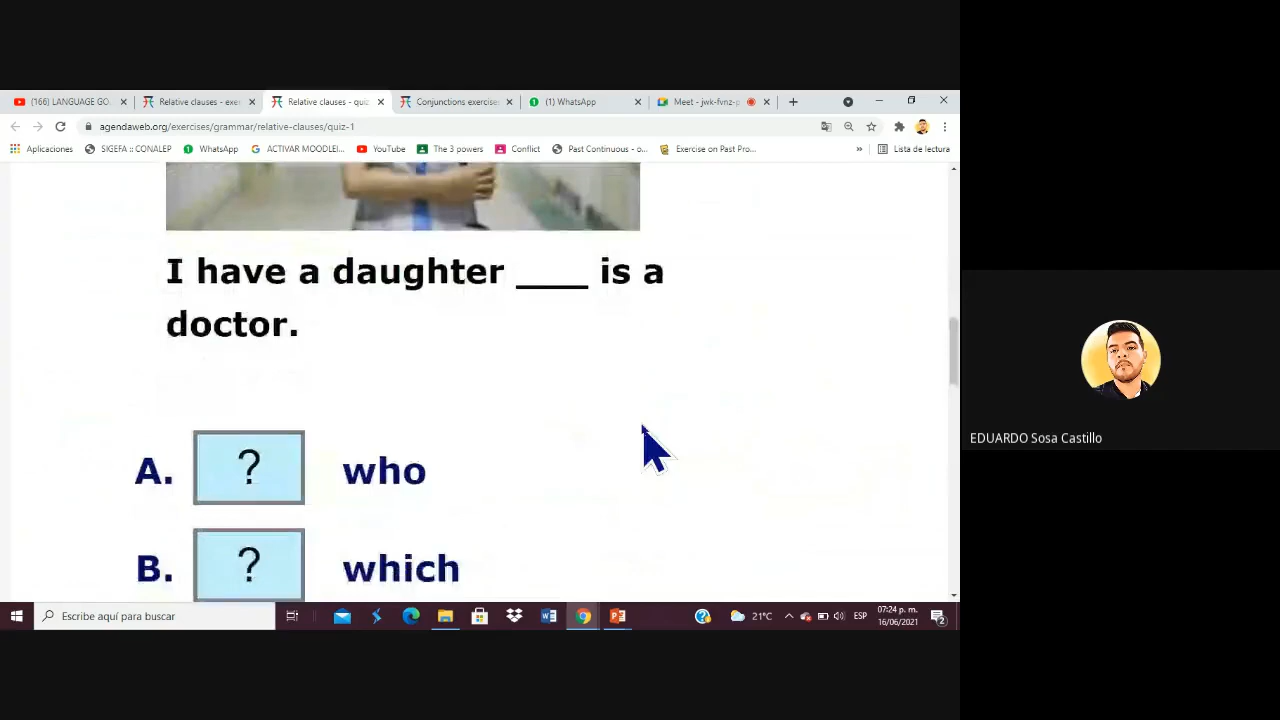 (166) LANGUAGE GO
Relative clauses - exe
Relative clauses - qui
Conjunctions exercise
(1) WhatsApp
Meet - jwk-fvnz-p
agendaweb.org/exercises/grammar/relative-clauses/quiz-1
Aplicaciones
SIGEFA :: CONALEP
WhatsApp
ACTIVAR MOODLEI...
YouTube
The 3 powers
Conflict
Past Continuous - o...
Exercise on Past Pro...
»
Lista de lectura
I have a daughter ____ is a
doctor.
A. ? who
B. ? which
EDUARDO Sosa Castillo
Escribe aquí para buscar
21°C
ESP
07:24 p. m.
16/06/2021
2